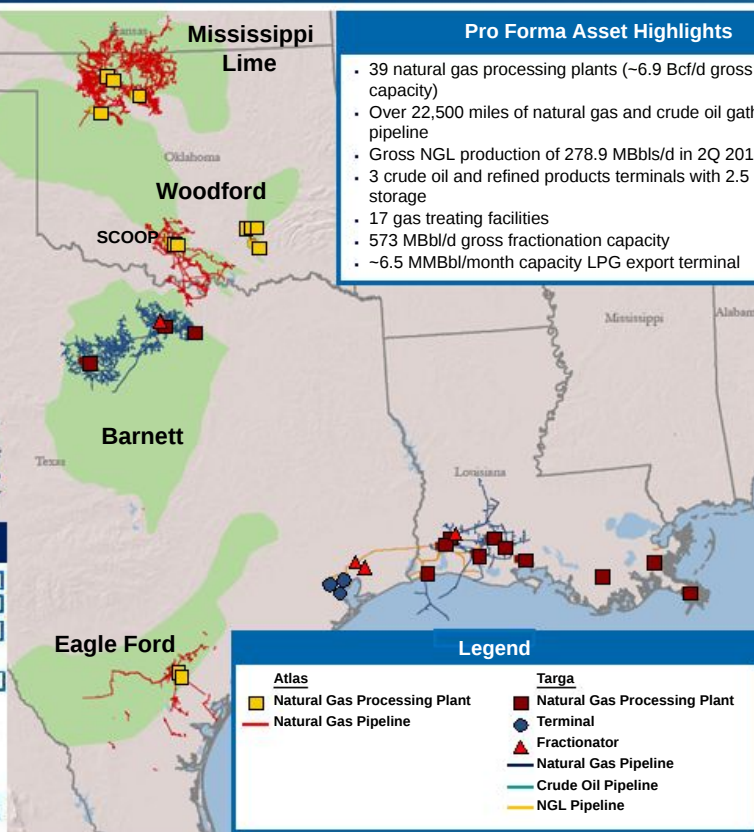 Kansas
Mississippi
Lime
Pro Forma Asset Highlights
39 natural gas processing plants (~6.9 Bcf/d gross
capacity)
Over 22,500 miles of natural gas and crude oil
pipeline
Gross NGL production of 278.9 MBbls/d in 2Q
3 crude oil and refined products terminals with 2.5
storage
17 gas treating facilities
573 MBbl/d gross fractionation capacity
~6.5 MMBbl/month capacity LPG export terminal
Oklahoma
Woodford
SCOOP
Mississippi
Barnett
Texas
Louisiana
Eagle Ford
Legend
Atlas
Natural Gas Processing Plant
Natural Gas Pipeline
Targa
Natural Gas Processing Plant
Terminal
Fractionator
Natural Gas Pipeline
Crude Oil Pipeline
NGL Pipeline